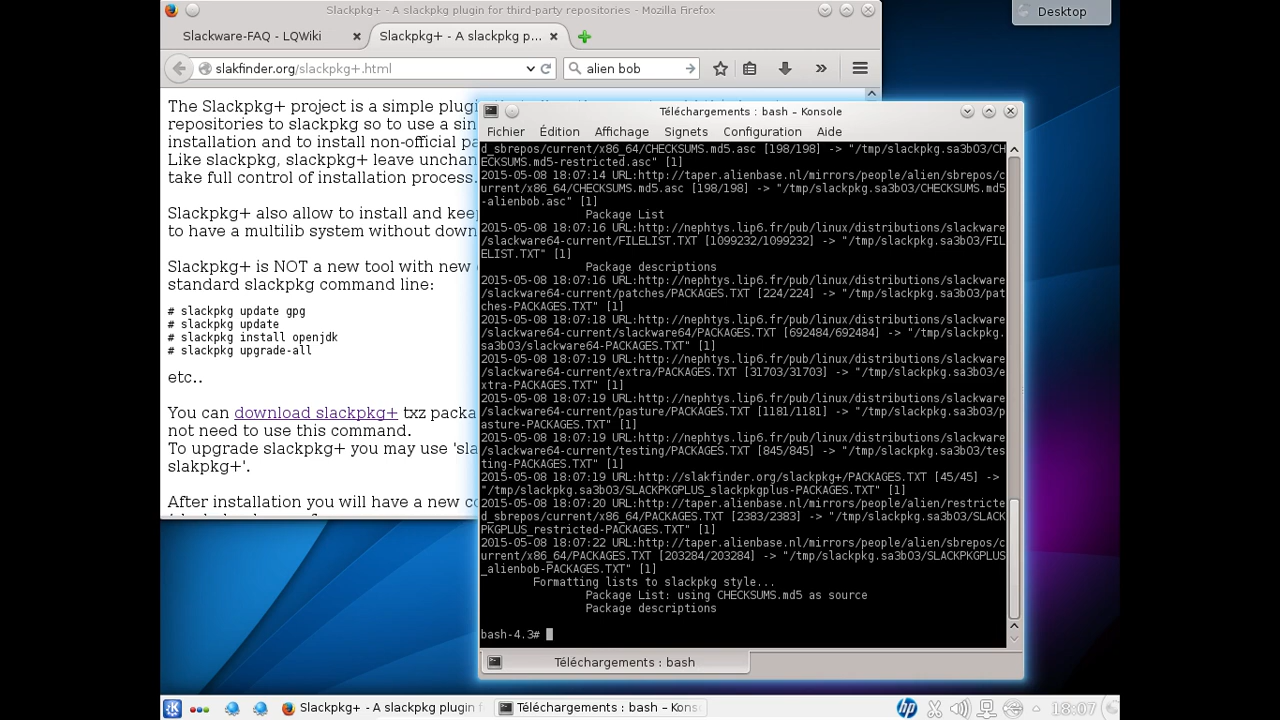 Slackpkg+ - A slackpkg plugin for third-party repositories - Mozilla Firefox
Desktop
Slackware-FAQ - LQWiki
Slackpkg+ - A slackpkg p...
slakfinder.org/slackpkg+.html
alien bob
The Slackpkg+ project is a simple plugin
repositories to slackpkg so to use a sin
installation and to install non-official pa
Like slackpkg, slackpkg+ leave unchan
take full control of installation process.
Slackpkg+ also allow to install and keep
to have a multilib system without down
Slackpkg+ is NOT a new tool with new
standard slackpkg command line:
# slackpkg update gpg
# slackpkg update
# slackpkg install openjdk
# slackpkg upgrade-all
etc..
You can download slackpkg+ txz packa
not need to use this command.
To upgrade slackpkg+ you may use 'sla
slakpkg+'.
After installation you will have a new co
Téléchargements : bash – Konsole
Fichier Édition Affichage Signets Configuration Aide
d_sbrepos/current/x86_64/CHECKSUMS.md5.asc [198/198] -> "/tmp/slackpkg.sa3bO3/CH
ECKSUMS.md5-restricted.asc" [1]
2015-05-08 18:07:14 URL:http://taper.alienbase.nl/mirrors/people/alien/sbrepos/c
urrent/x86_64/CHECKSUMS.md5.asc [198/198] -> "/tmp/slackpkg.sa3bO3/CHECKSUMS.md5
-alienbob.asc" [1]
Package List
2015-05-08 18:07:16 URL:http://nephtys.lip6.fr/pub/linux/distributions/slackware
/slackware64-current/FILELIST.TXT [1099232/1099232] -> "/tmp/slackpkg.sa3bO3/FIL
ELIST.TXT" [1]
Package descriptions
2015-05-08 18:07:16 URL:http://nephtys.lip6.fr/pub/linux/distributions/slackware
/slackware64-current/patches/PACKAGES.TXT [224/224] -> "/tmp/slackpkg.sa3bO3/pat
ches-PACKAGES.TXT" [1]
2015-05-08 18:07:18 URL:http://nephtys.lip6.fr/pub/linux/distributions/slackware
/slackware64-current/slackware64/PACKAGES.TXT [692484/692484] -> "/tmp/slackpkg.
sa3bO3/slackware64-PACKAGES.TXT" [1]
2015-05-08 18:07:19 URL:http://nephtys.lip6.fr/pub/linux/distributions/slackware
/slackware64-current/extra/PACKAGES.TXT [31703/31703] -> "/tmp/slackpkg.sa3bO3/e
xtra-PACKAGES.TXT" [1]
2015-05-08 18:07:19 URL:http://nephtys.lip6.fr/pub/linux/distributions/slackware
/slackware64-current/pasture/PACKAGES.TXT [1181/1181] -> "/tmp/slackpkg.sa3bO3/p
asture-PACKAGES.TXT" [1]
2015-05-08 18:07:19 URL:http://nephtys.lip6.fr/pub/linux/distributions/slackware
/slackware64-current/testing/PACKAGES.TXT [845/845] -> "/tmp/slackpkg.sa3bO3/tes
ting-PACKAGES.TXT" [1]
2015-05-08 18:07:19 URL:http://slakfinder.org/slackpkg+/PACKAGES.TXT [45/45] ->
"/tmp/slackpkg.sa3bO3/SLACKPKGPLUS_slackpkgplus-PACKAGES.TXT" [1]
2015-05-08 18:07:20 URL:http://taper.alienbase.nl/mirrors/people/alien/restricte
d_sbrepos/current/x86_64/PACKAGES.TXT [2383/2383] -> "/tmp/slackpkg.sa3bO3/SLACK
PKGPLUS_restricted-PACKAGES.TXT" [1]
2015-05-08 18:07:22 URL:http://taper.alienbase.nl/mirrors/people/alien/sbrepos/c
urrent/x86_64/PACKAGES.TXT [203284/203284] -> "/tmp/slackpkg.sa3bO3/SLACKPKGPLUS
_alienbob-PACKAGES.TXT" [1]
Formatting lists to slackpkg style...
Package List: using CHECKSUMS.md5 as source
Package descriptions
bash-4.3#
Téléchargements : bash
Slackpkg+ - A slackpkg plugin f
Téléchargements : bash – Konso
hp
18:07